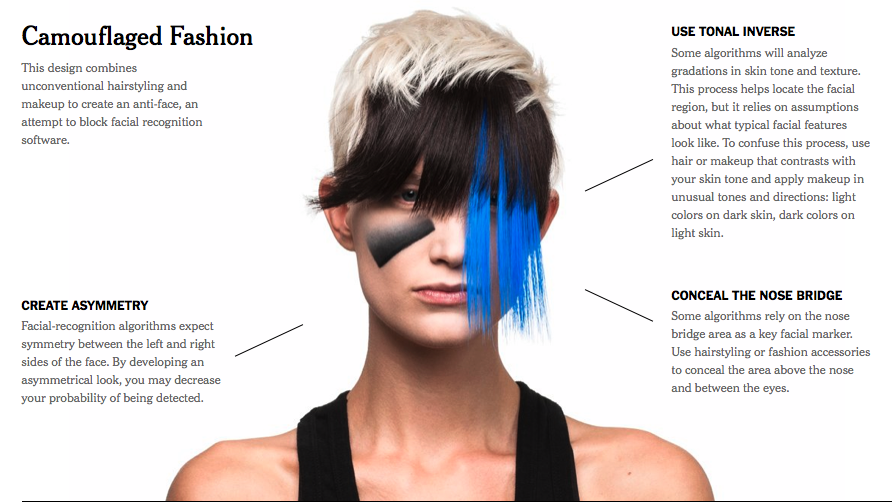 Camouflaged Fashion
This design combines
unconventional hairstyling and
makeup to create an anti-face, an
attempt to block facial recognition
software.
CREATE ASYMMETRY
Facial-recognition algorithms expect
symmetry between the left and right
sides of the face. By developing an
asymmetrical look, you may decrease
your probability of being detected.
USE TONAL INVERSE
Some algorithms will analyze
gradations in skin tone and texture.
This process helps locate the facial
region, but it relies on assumptions
about what typical facial features
look like. To confuse this process, use
hair or makeup that contrasts with
your skin tone and apply makeup in
unusual tones and directions: light
colors on dark skin, dark colors on
light skin.
CONCEAL THE NOSE BRIDGE
Some algorithms rely on the nose
bridge area as a key facial marker.
Use hairstyling or fashion accessories
to conceal the area above the nose
and between the eyes.